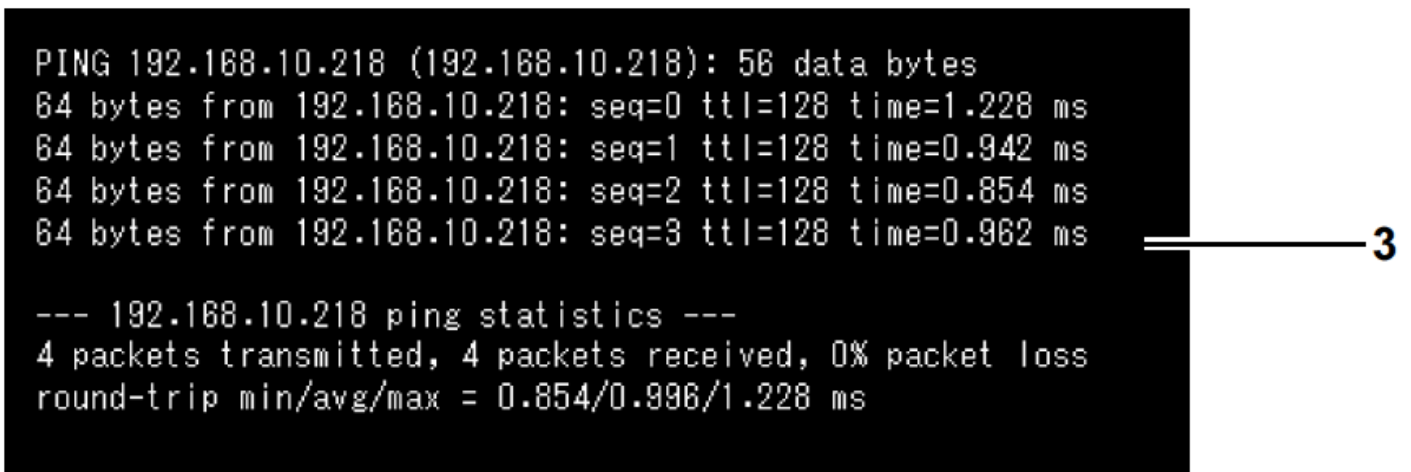 PING 192.168.10.218 (192.168.10.218): 56 data bytes
64 bytes from 192.168.10.218: seq=0 ttl=128 time=1.228 ms
64 bytes from 192.168.10.218: seq=1 ttl=128 time=0.942 ms
64 bytes from 192.168.10.218: seq=2 ttl=128 time=0.854 ms
64 bytes from 192.168.10.218: seq=3 ttl=128 time=0.962 ms
3
--- 192.168.10.218 ping statistics ---
4 packets transmitted, 4 packets received, 0% packet loss
round-trip min/avg/max = 0.854/0.996/1.228 ms